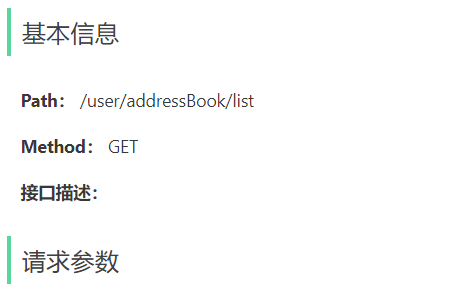 基本信息
Path： /user/addressBook/list
Method： GET
接口描述：
请求参数